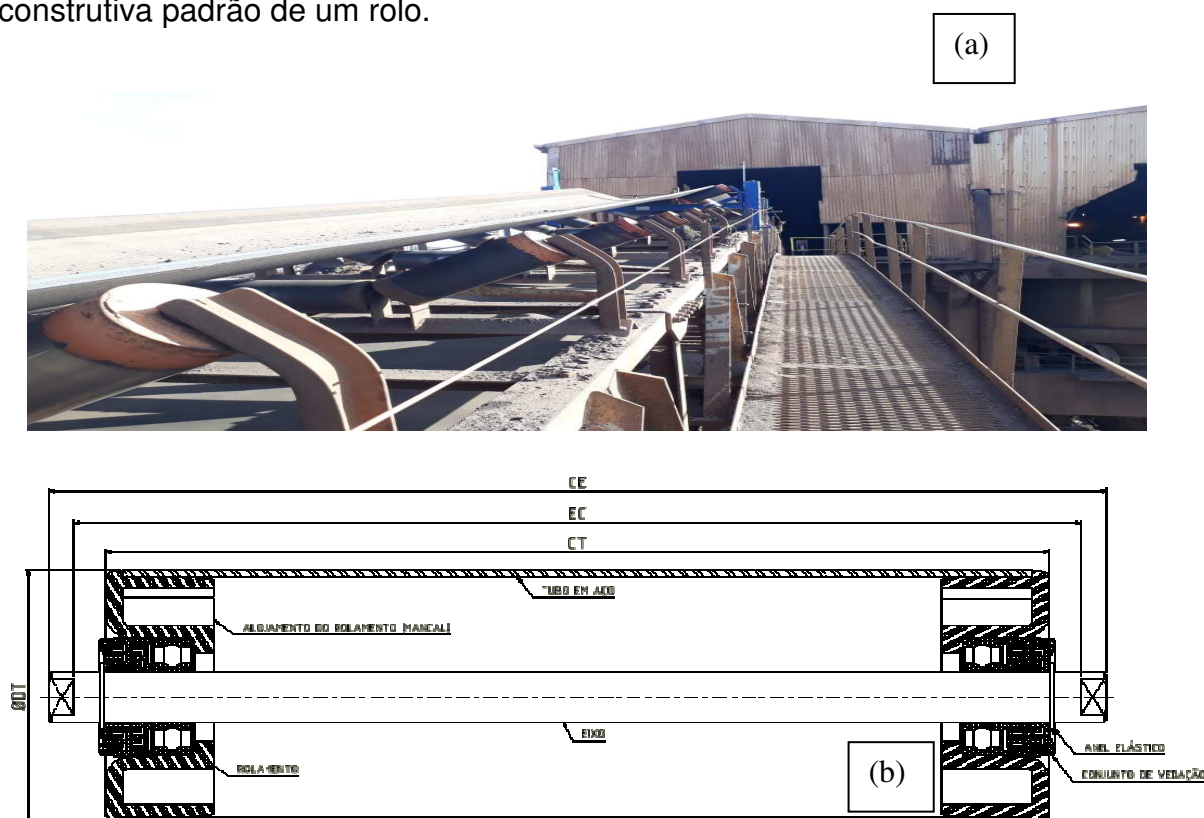 construtiva padrão de um rolo.
(a)
CE
EC
CT
TUBO EM AÇO
ALOJAMENTO DO ROLAMENTO (MANCAL)
ØDT
EIXO
ANEL ELÁSTICO
ROLAMENTO
(b)
CONJUNTO DE VEDAÇÃO